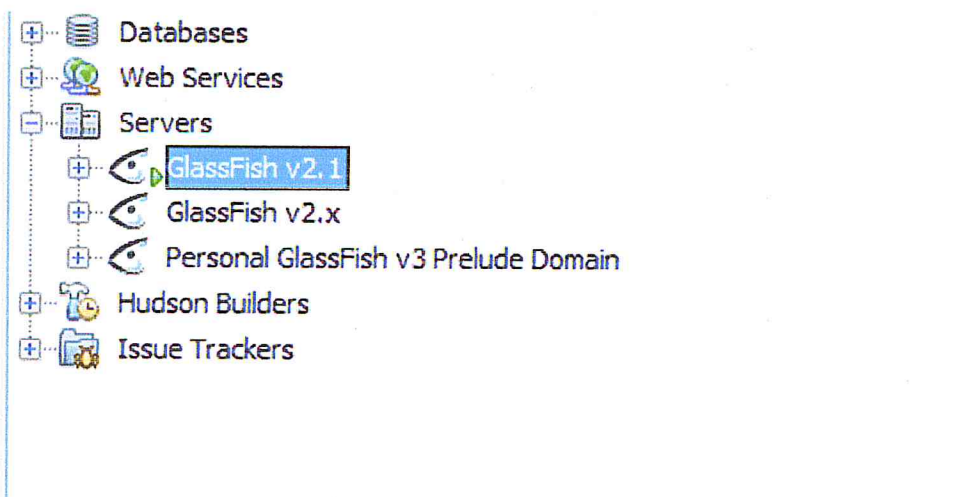 Databases
Web Services
Servers
GlassFish v2.1
GlassFish v2.x
Personal GlassFish v3 Prelude Domain
Hudson Builders
Issue Trackers